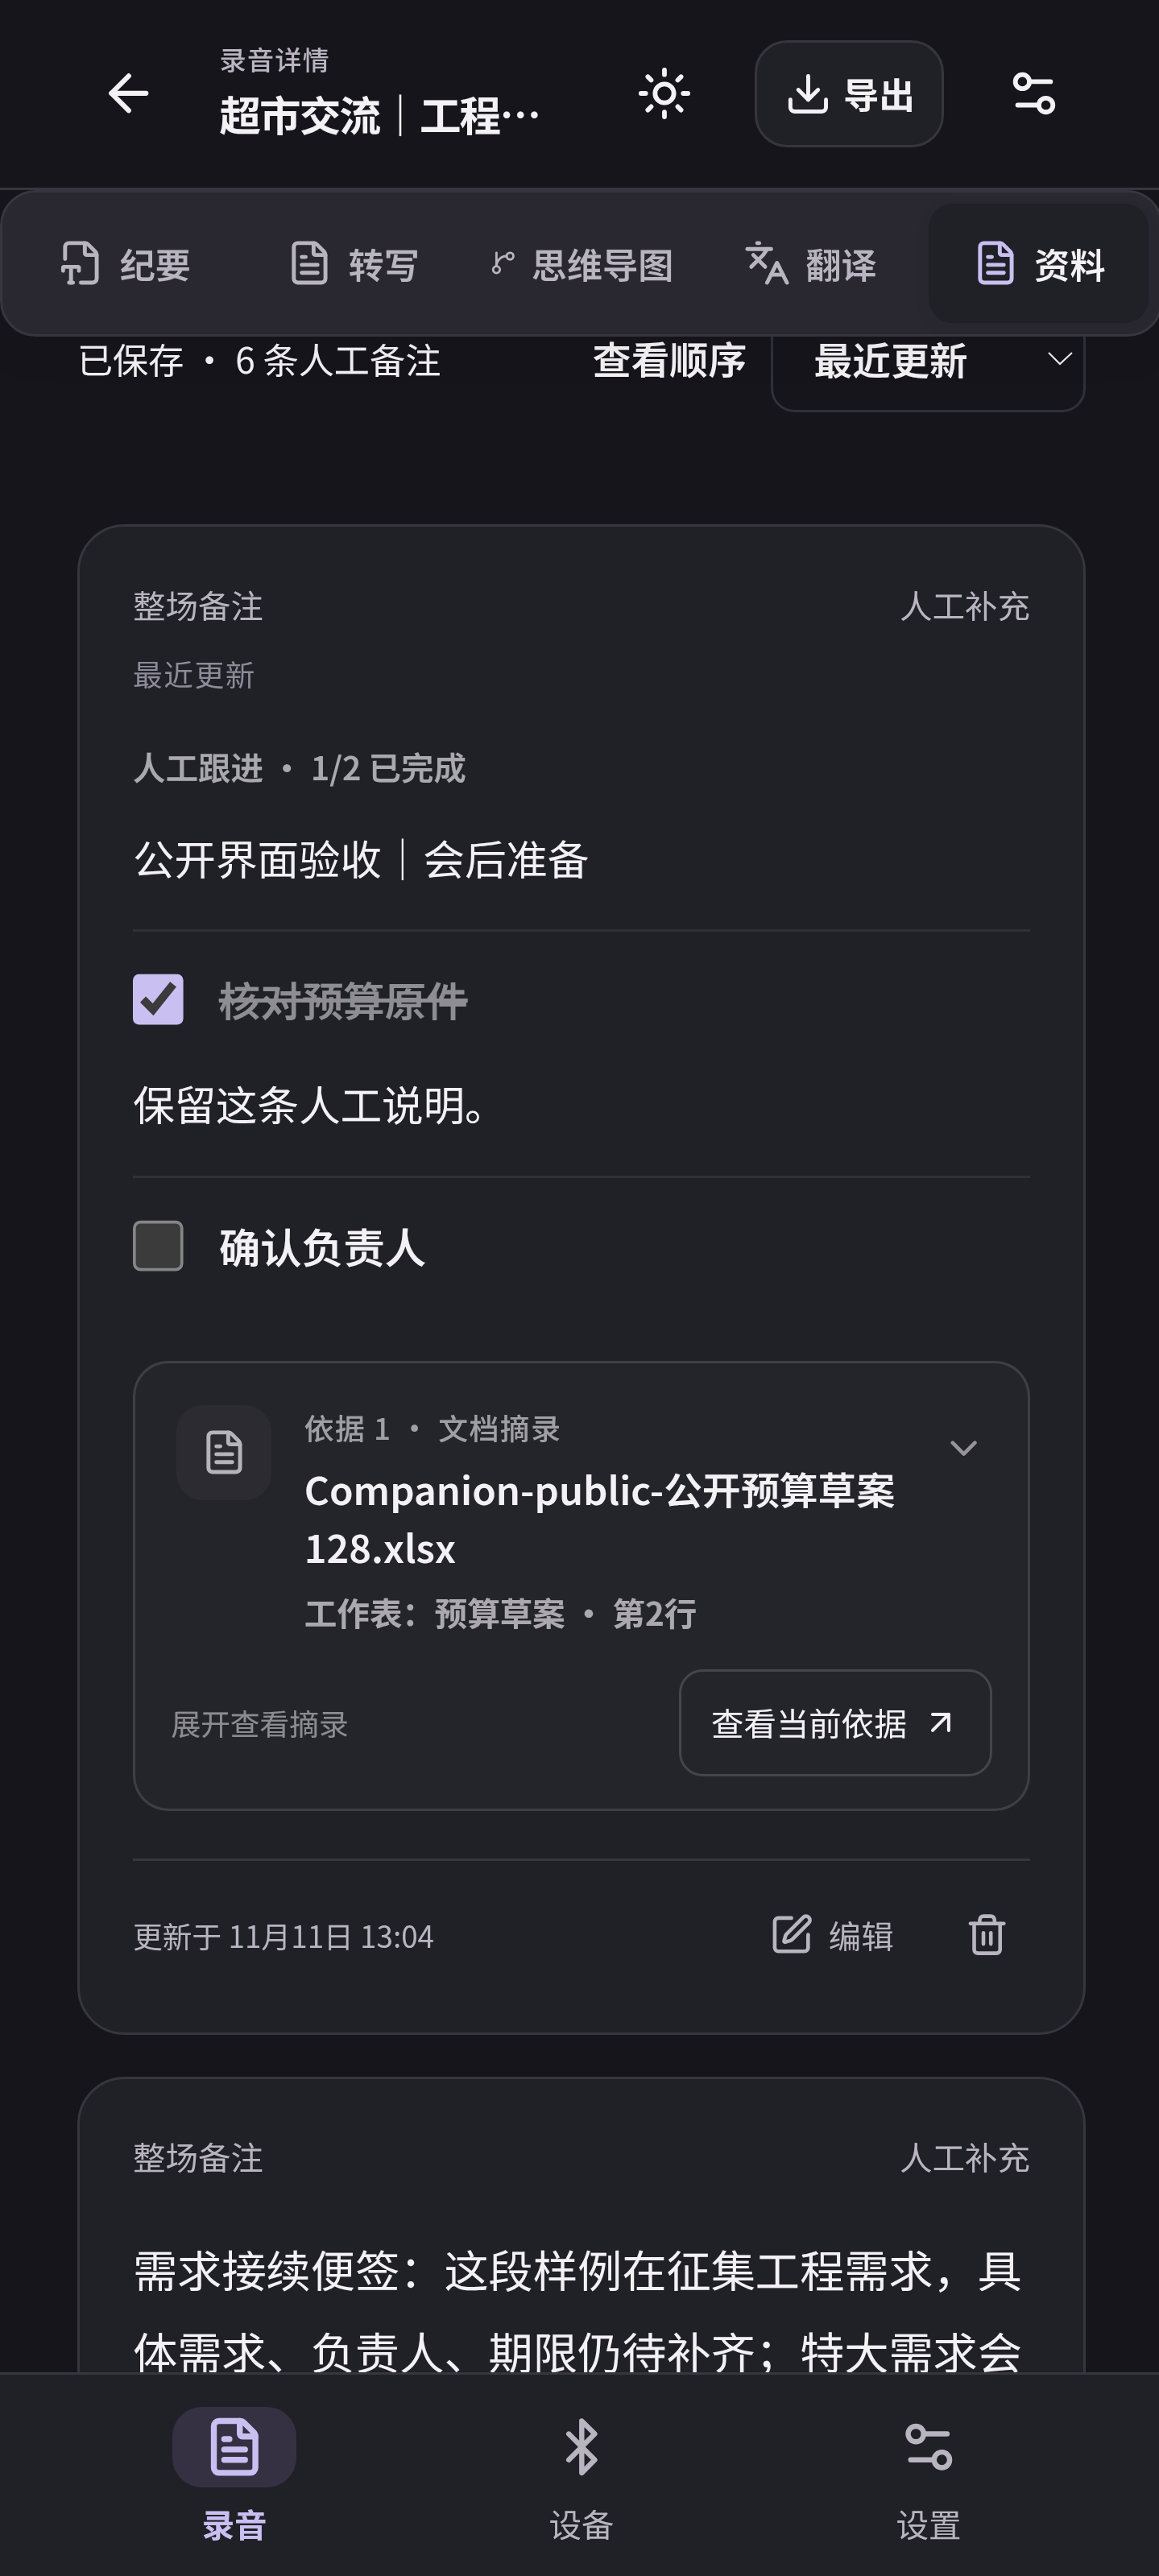 录音详情
超市交流｜工程…
导出
纪要
转写
思维导图
翻译
资料
已保存 · 6 条人工备注
查看顺序
最近更新
整场备注
人工补充
最近更新
人工跟进 · 1/2 已完成
公开界面验收｜会后准备
核对预算原件
保留这条人工说明。
确认负责人
依据 1 · 文档摘录
Companion-public-公开预算草案
128.xlsx
工作表：预算草案 · 第2行
展开查看摘录
查看当前依据
更新于 11月11日 13:04
编辑
整场备注
人工补充
需求接续便签：这段样例在征集工程需求，具
体需求、负责人、期限仍待补齐；特大需求会
录音
设备
设置